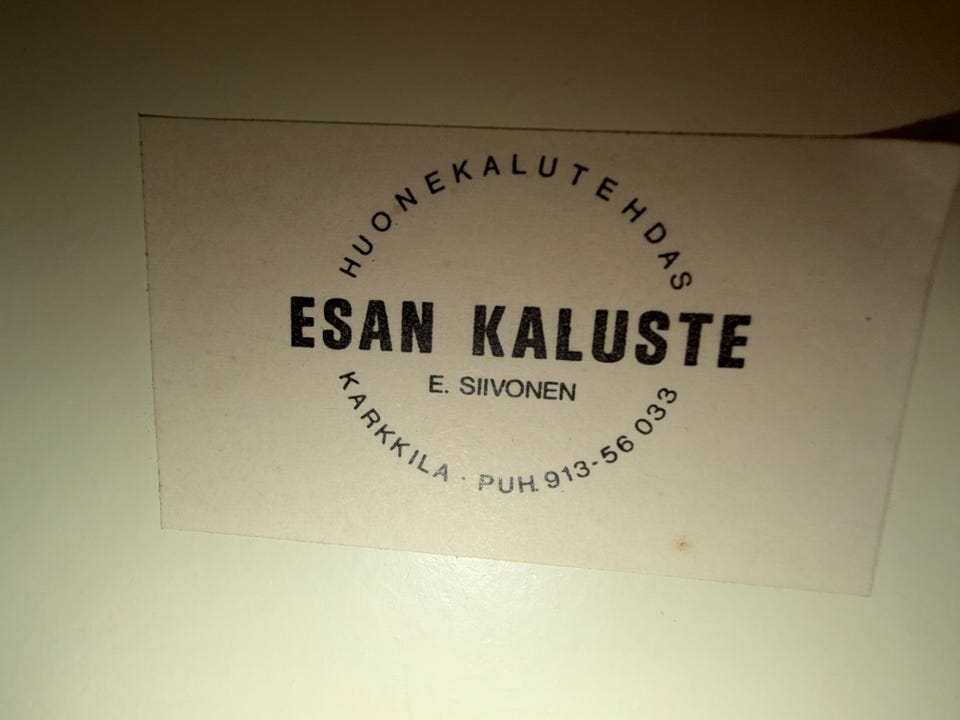 HUONEKALUTEHDAS
ESAN KALUSTE
E. SIIVONEN
KARKKILA · PUH. 913-56 033